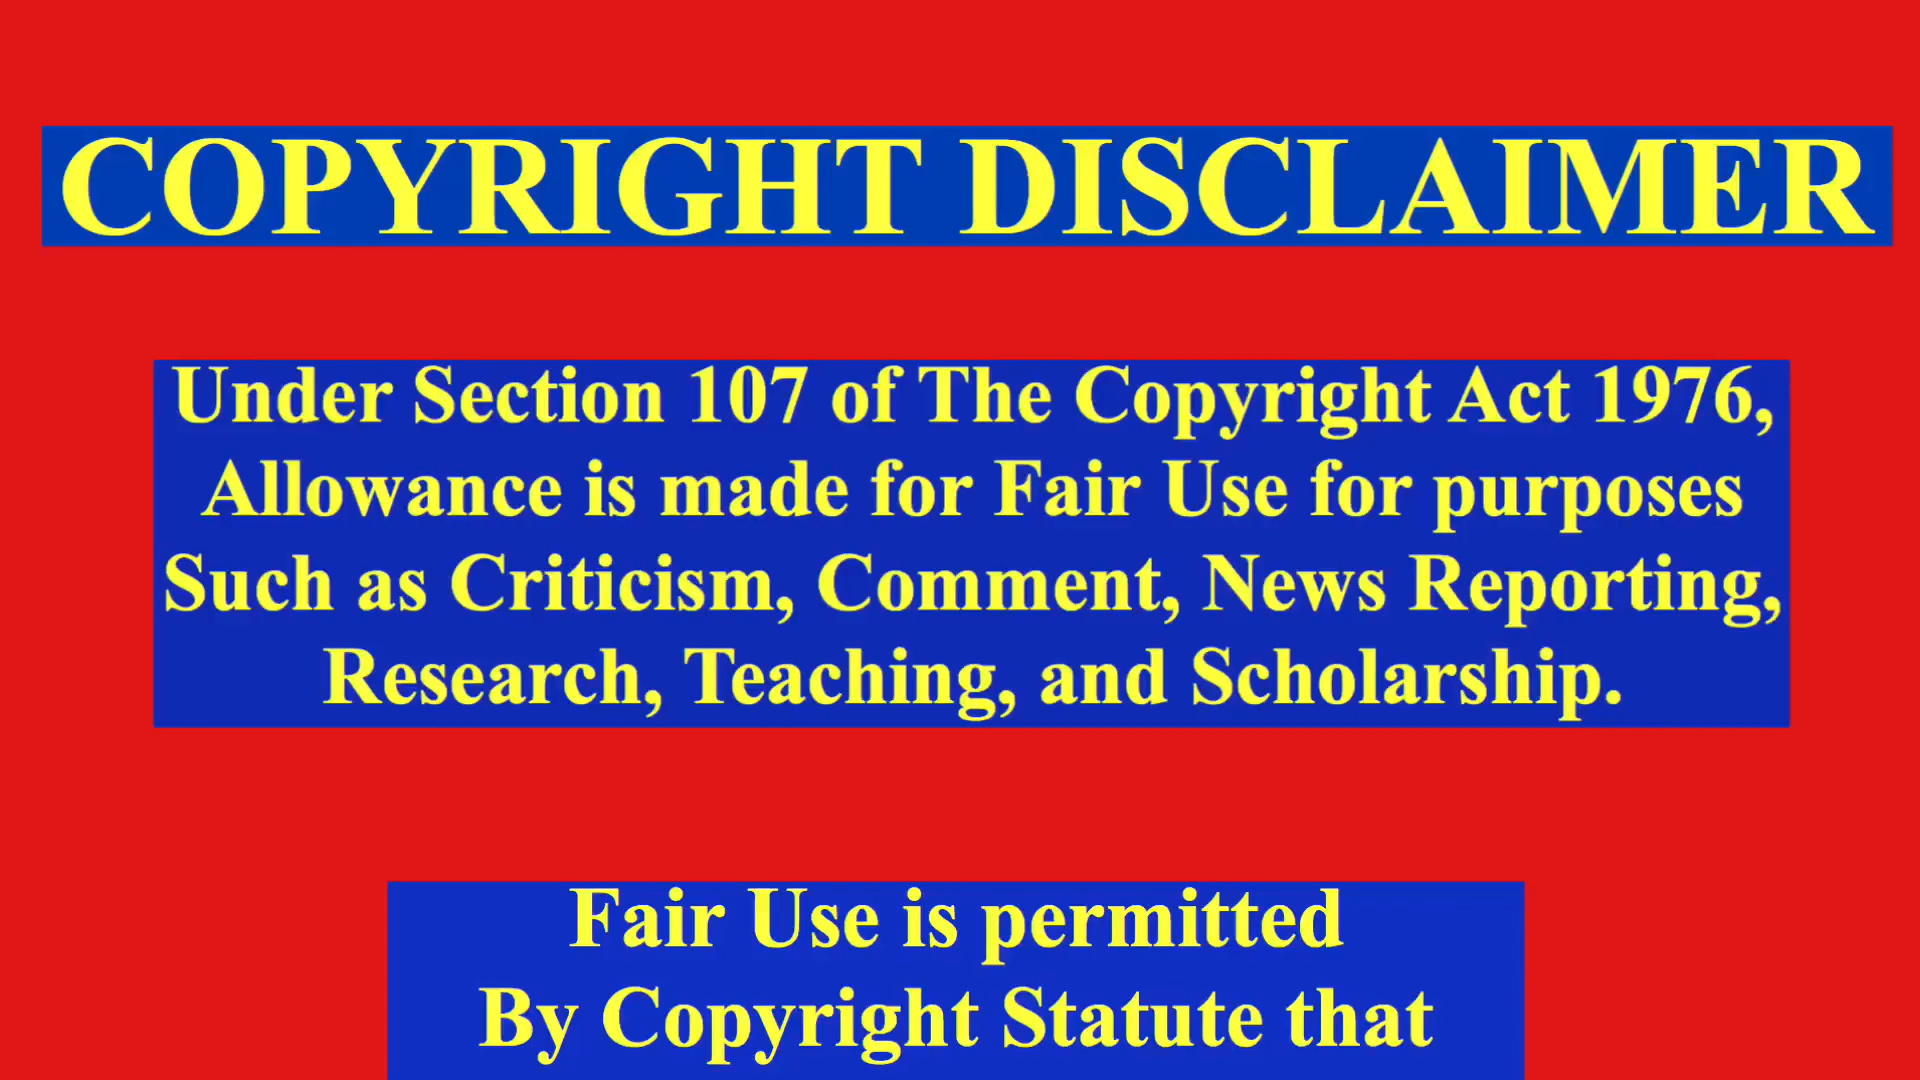 COPYRIGHT DISCLAIMER
Under Section 107 of The Copyright Act 1976,
Allowance is made for Fair Use for purposes
Such as Criticism, Comment, News Reporting,
Research, Teaching, and Scholarship.
Fair Use is permitted
By Copyright Statute that